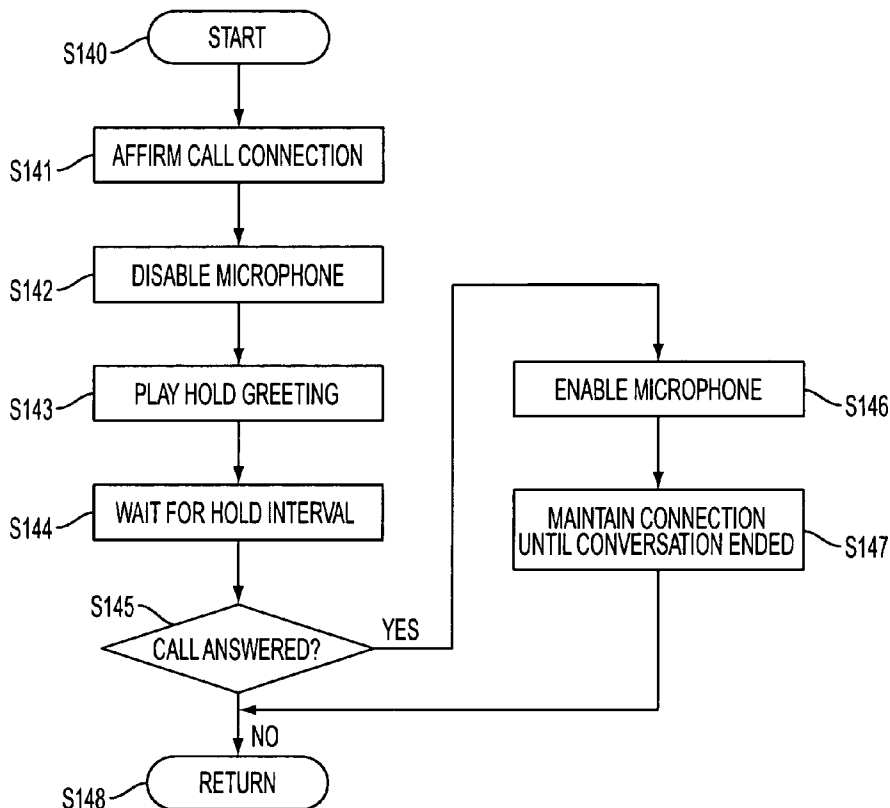 START
S140
AFFIRM CALL CONNECTION
S141
DISABLE MICROPHONE
S142
PLAY HOLD GREETING
S143
WAIT FOR HOLD INTERVAL
S144
S145
CALL ANSWERED?
YES
NO
ENABLE MICROPHONE
S146
MAINTAIN CONNECTION
UNTIL CONVERSATION ENDED
S147
RETURN
S148